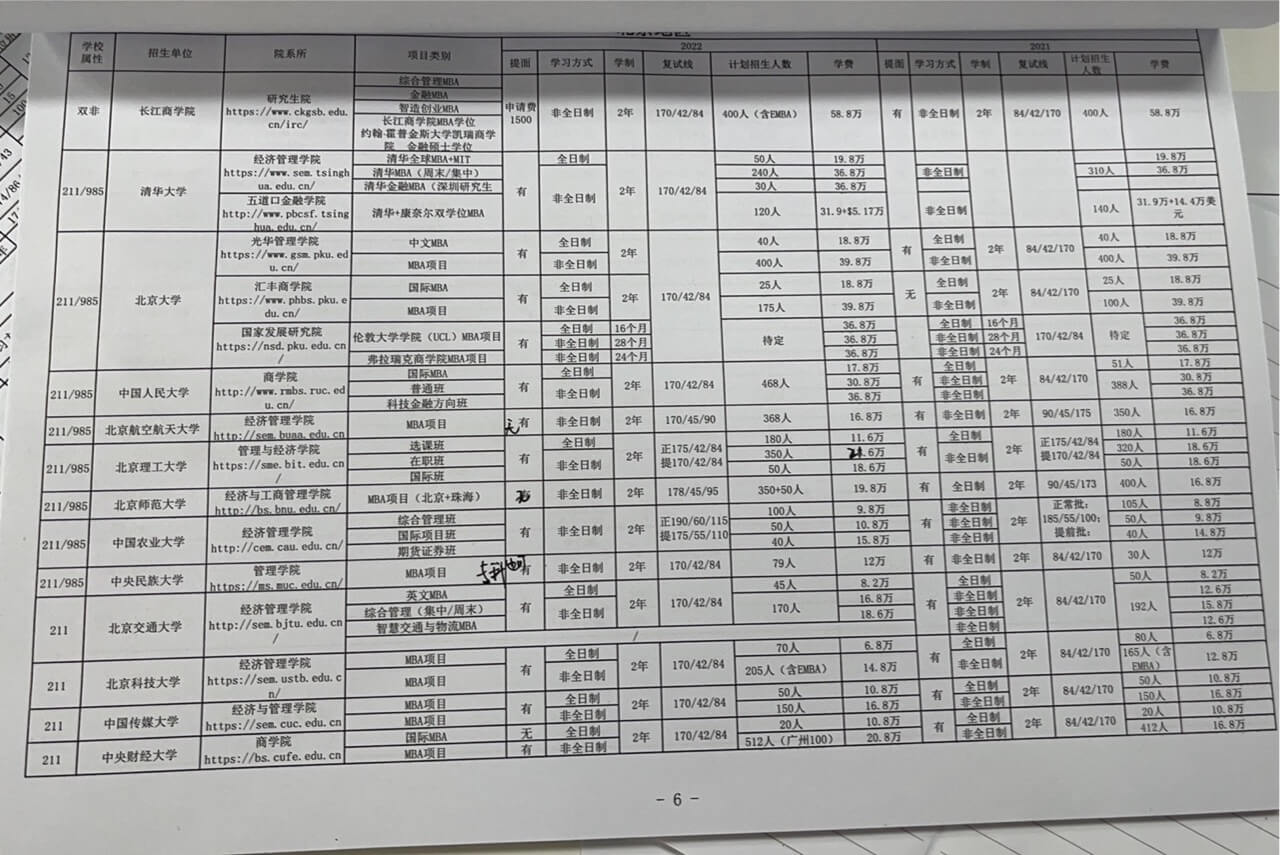 2022 2021
学校属性 招生单位 院系所 项目类别 提面 学习方式 学制 复试线 计划招生人数 学费 提面 学习方式 学制 复试线 计划招生人数 学费
双非 长江商学院 研究生院 https://www.ckgsb.edu.cn/irc/ 综合管理MBA 申请费1500 非全日制 2年 170/42/84 400人（含EMBA） 58.8万 有 非全日制 2年 84/42/170 400人 58.8万
金融MBA
智造创业MBA
长江商学院MBA学位
约翰·霍普金斯大学凯瑞商学院 金融硕士学位
211/985 清华大学 经济管理学院 https://www.sem.tsinghua.edu.cn/ 清华全球MBA+MIT 有 全日制 2年 170/42/84 50人 19.8万 19.8万
清华MBA（周末/集中） 非全日制 240人 36.8万 非全日制 310人 36.8万
清华金融MBA（深圳研究生 30人 36.8万
五道口金融学院 http://www.pbcsf.tsinghua.edu.cn/ 清华+康奈尔双学位MBA 120人 31.9+$5.17万 非全日制 140人 31.9万+14.4万美元
211/985 北京大学 光华管理学院 https://www.gsm.pku.edu.cn/ 中文MBA 有 全日制 2年 170/42/84 40人 18.8万 有 全日制 2年 84/42/170 40人 18.8万
MBA项目 非全日制 400人 39.8万 非全日制 400人 39.8万
汇丰商学院 https://www.phbs.pku.edu.cn/ 国际MBA 有 全日制 2年 25人 18.8万 无 全日制 2年 84/42/170 25人 18.8万
MBA项目 非全日制 175人 39.8万 非全日制 100人 39.8万
国家发展研究院 https://nsd.pku.edu.cn/ 伦敦大学学院（UCL）MBA项目 有 全日制 16个月 待定 36.8万 有 全日制 16个月 170/42/84 待定 36.8万
非全日制 28个月 36.8万 非全日制 28个月 36.8万
弗拉瑞克商学院MBA项目 非全日制 24个月 36.8万 非全日制 24个月 36.8万
211/985 中国人民大学 商学院 http://www.rmbs.ruc.edu.cn/ 国际MBA 有 全日制 2年 170/42/84 468人 17.8万 有 全日制 2年 84/42/170 51人 17.8万
普通班 非全日制 30.8万 非全日制 388人 30.8万
科技金融方向班 36.8万 非全日制 36.8万
211/985 北京航空航天大学 经济管理学院 http://sem.buaa.edu.cn MBA项目 无 有 非全日制 2年 170/45/90 368人 16.8万 有 非全日制 2年 90/45/175 350人 16.8万
211/985 北京理工大学 管理与经济学院 https://sme.bit.edu.cn/ 选课班 有 全日制 2年 正175/42/84 提170/42/84 180人 11.6万 有 全日制 2年 正175/42/84 提170/42/84 180人 11.6万
在职班 非全日制 350人 .6万 非全日制 320人 18.6万
国际班 50人 18.6万 50人 18.6万
211/985 北京师范大学 经济与工商管理学院 http://bs.bnu.edu.cn/ MBA项目（北京+珠海） 非全日制 2年 178/45/95 350+50人 19.8万 有 全日制 2年 90/45/173 400人 16.8万
211/985 中国农业大学 经济管理学院 http://cem.cau.edu.cn/ 综合管理班 有 非全日制 2年 正190/60/115 提175/55/110 100人 9.8万 有 非全日制 2年 正常批：185/55/100；提前批： 105人 8.8万
国际项目班 50人 10.8万 非全日制 50人 9.8万
期货证券班 40人 15.8万 非全日制 40人 14.8万
211/985 中央民族大学 管理学院 https://ms.muc.edu.cn/ MBA项目 有 非全日制 2年 170/42/84 79人 12万 有 非全日制 2年 84/42/170 30人 12万
211 北京交通大学 经济管理学院 http://sem.bjtu.edu.cn/ 英文MBA 有 全日制 2年 170/42/84 45人 8.2万 有 全日制 2年 84/42/170 50人 8.2万
综合管理（集中/周末） 非全日制 170人 16.8万 非全日制 192人 12.6万
智慧交通与物流MBA 18.6万 非全日制 15.8万
/ 非全日制 12.6万
211 北京科技大学 经济管理学院 https://sem.ustb.edu.cn/ MBA项目 有 全日制 2年 170/42/84 70人 6.8万 有 全日制 2年 84/42/170 80人 6.8万
MBA项目 非全日制 205人（含EMBA） 14.8万 非全日制 165人（含EMBA） 12.8万
211 中国传媒大学 经济与管理学院 https://sem.cuc.edu.cn MBA项目 有 全日制 2年 170/42/84 50人 10.8万 有 全日制 2年 84/42/170 50人 10.8万
MBA项目 非全日制 150人 16.8万 非全日制 150人 16.8万
211 中央财经大学 商学院 https://bs.cufe.edu.cn 国际MBA 无 全日制 2年 170/42/84 20人 10.8万 有 全日制 2年 84/42/170 20人 10.8万
MBA项目 有 非全日制 512人（广州100） 20.8万 非全日制 412人 16.8万
- 6 -